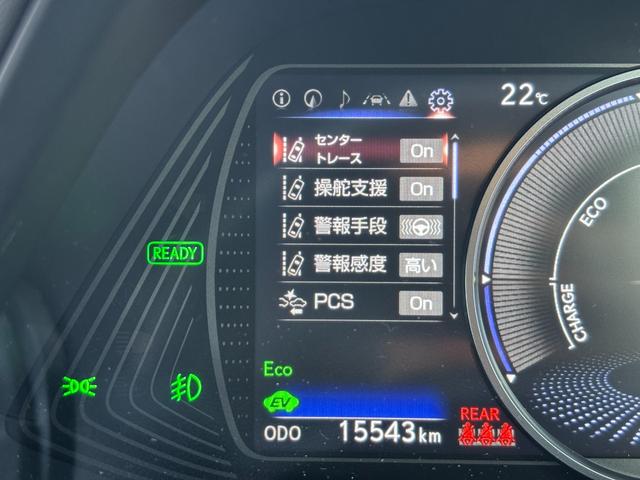 22℃
センター
トレース On
操舵支援 On
警報手段
警報感度 高い
PCS On
READY
ECO
CHARGE
Eco
EV
ODO 15543km
REAR